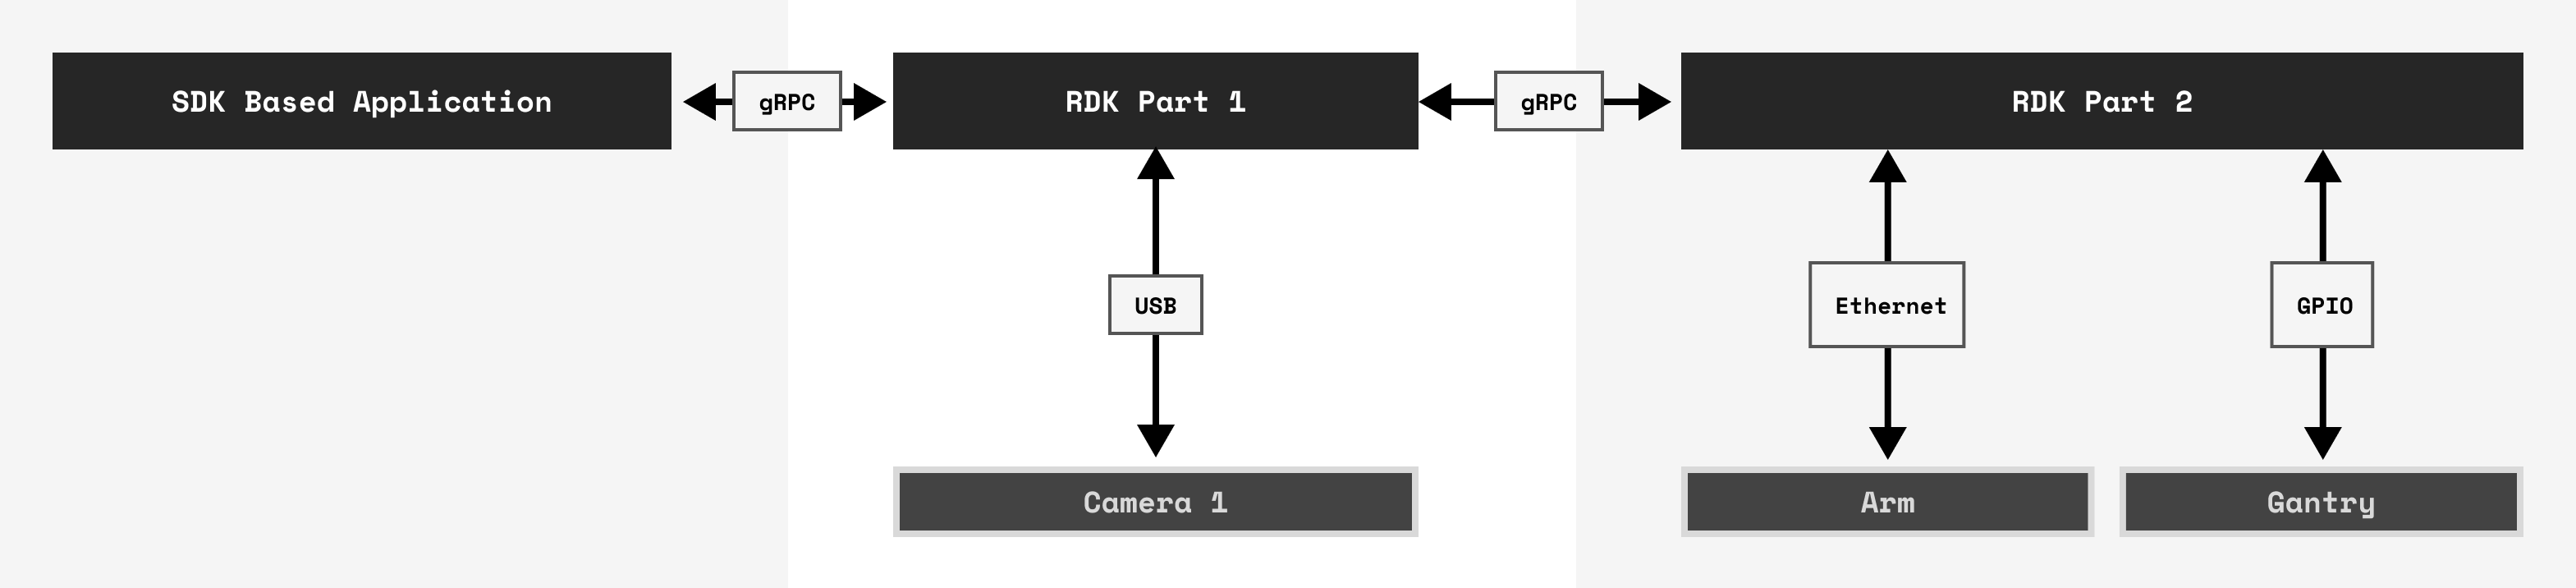 SDK Based Application
gRPC
RDK Part 1
gRPC
RDK Part 2
USB
Ethernet
GPIO
Camera 1
Arm
Gantry